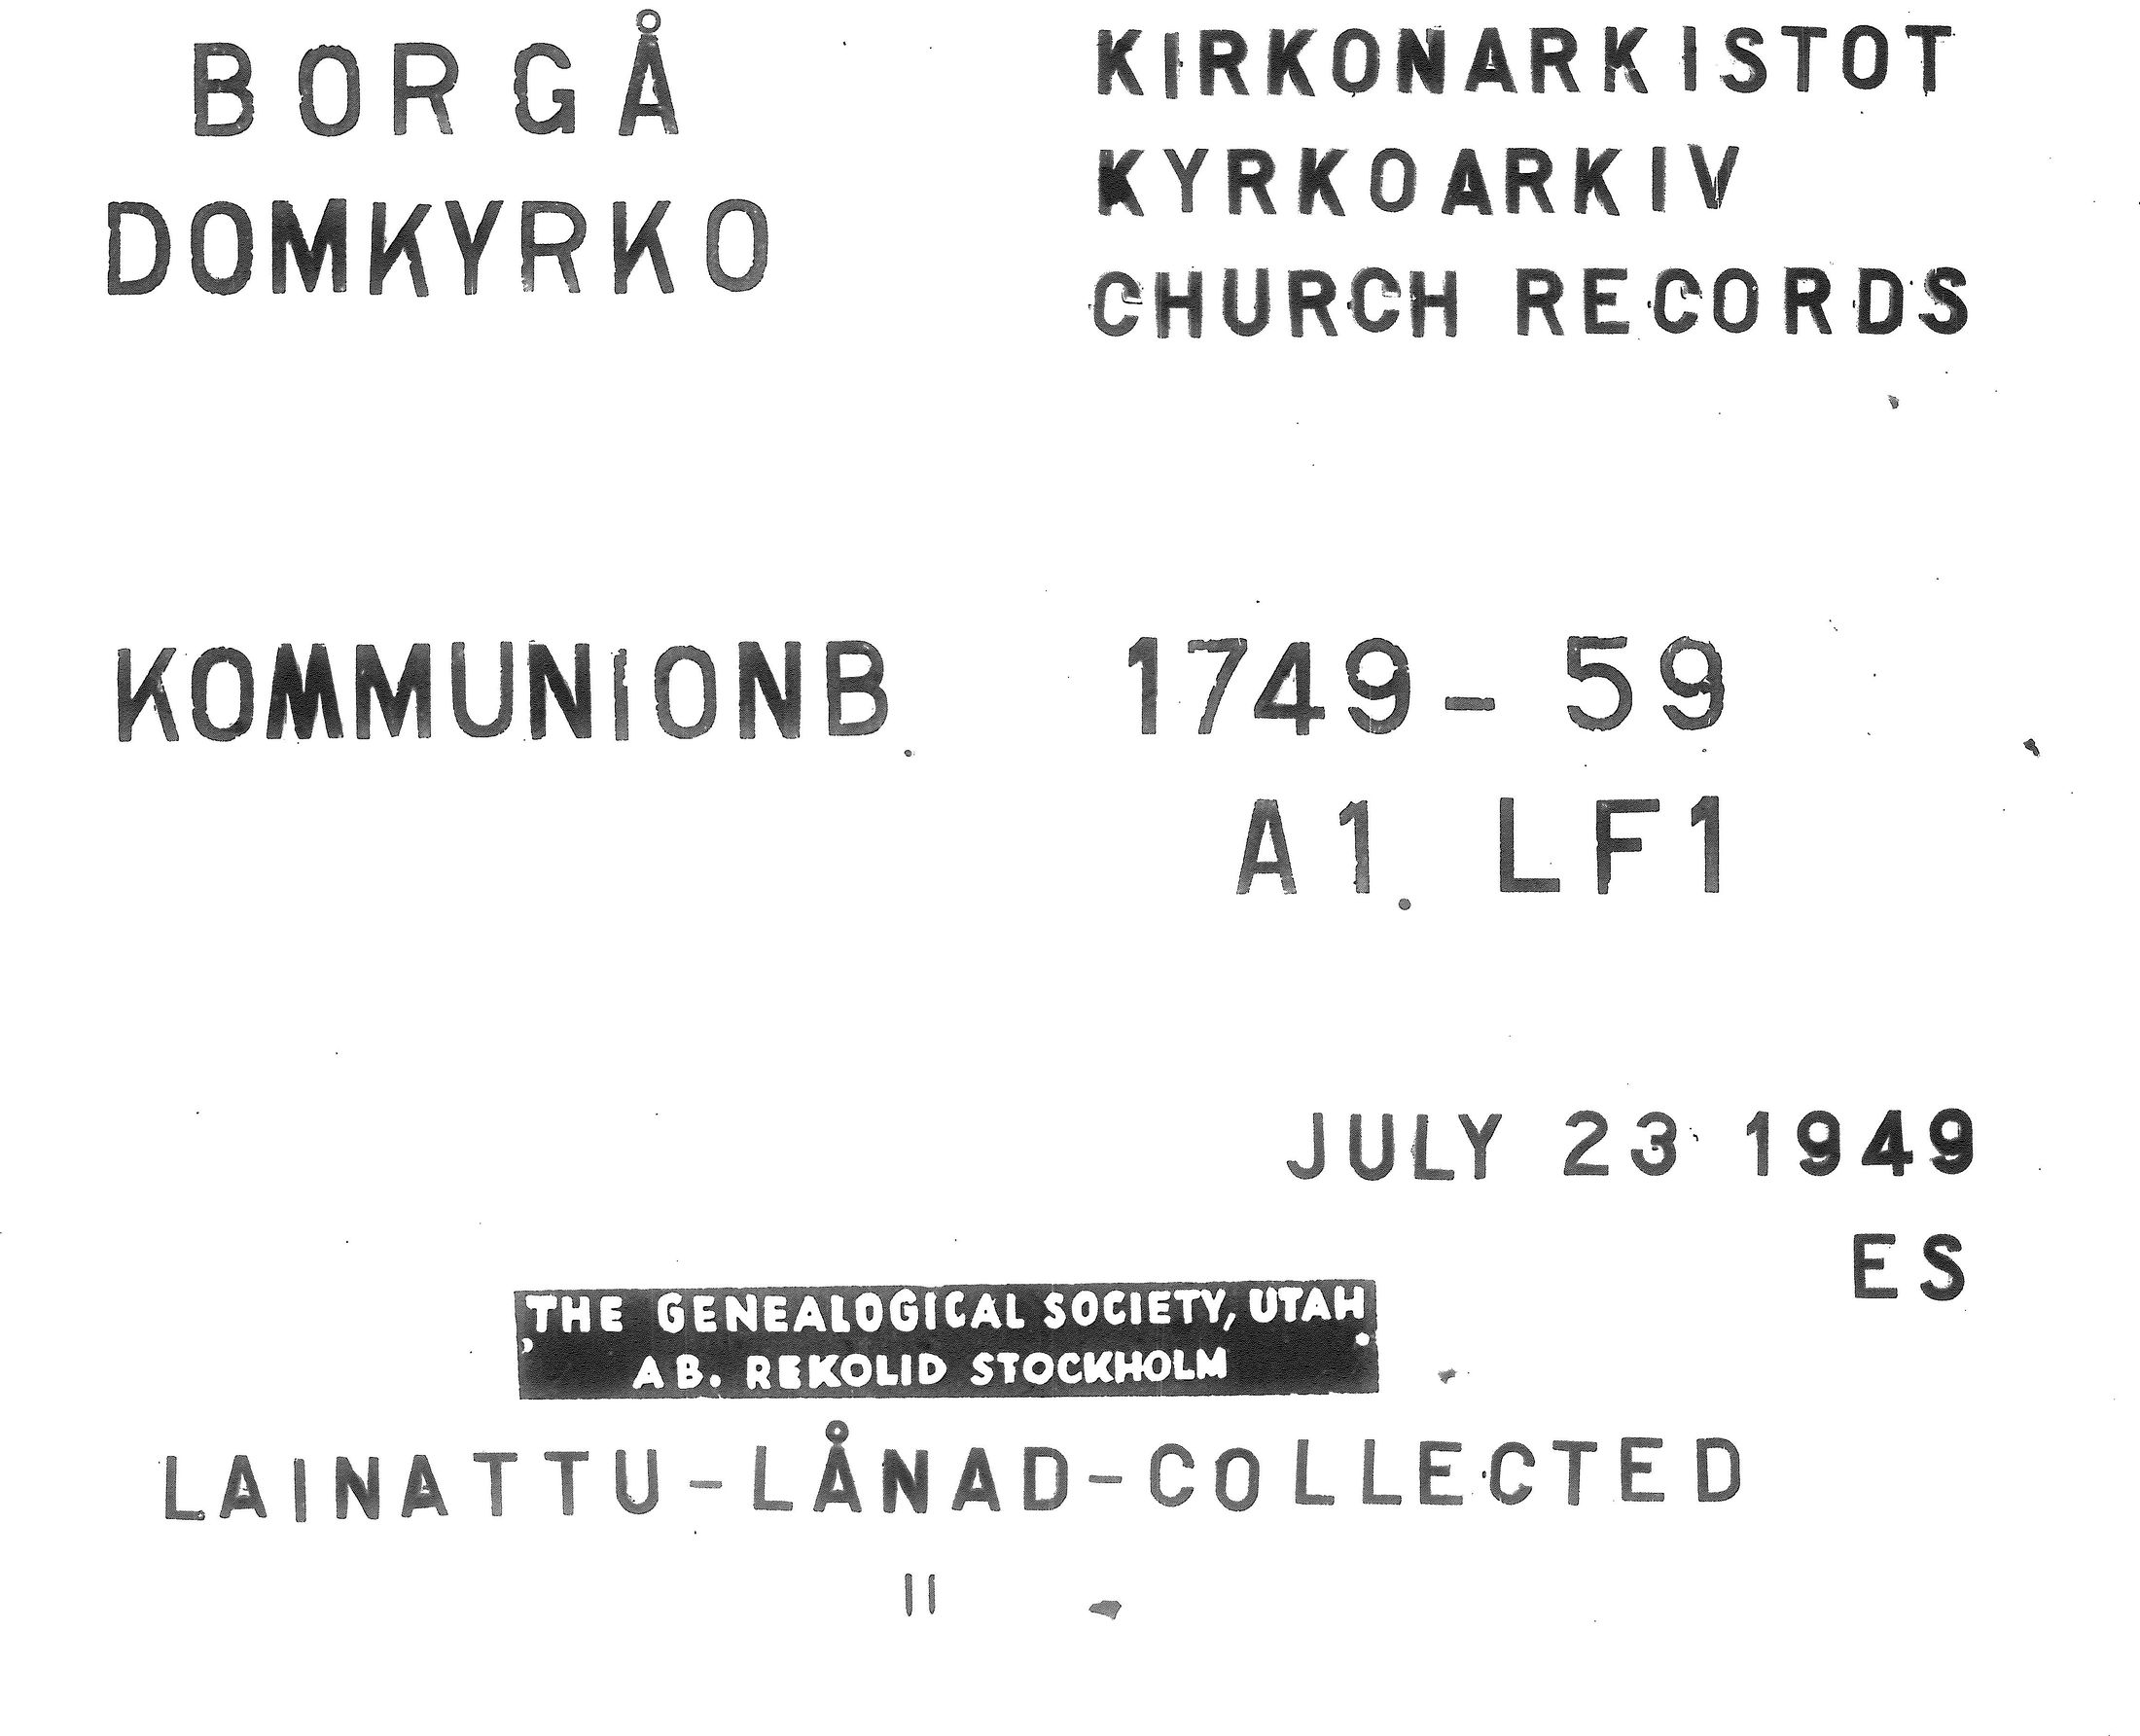 BORGÅ
DOMKYRKO
KIRKONARKISTOT
KYRKOARKIV
CHURCH RECORDS
KOMMUNIONB. 1749-59
A1. LF1
JULY 23 1949
ES
THE GENEALOGICAL SOCIETY, UTAH
AB. REKOLID STOCKHOLM
LAINATTU-LÅNAD-COLLECTED
II